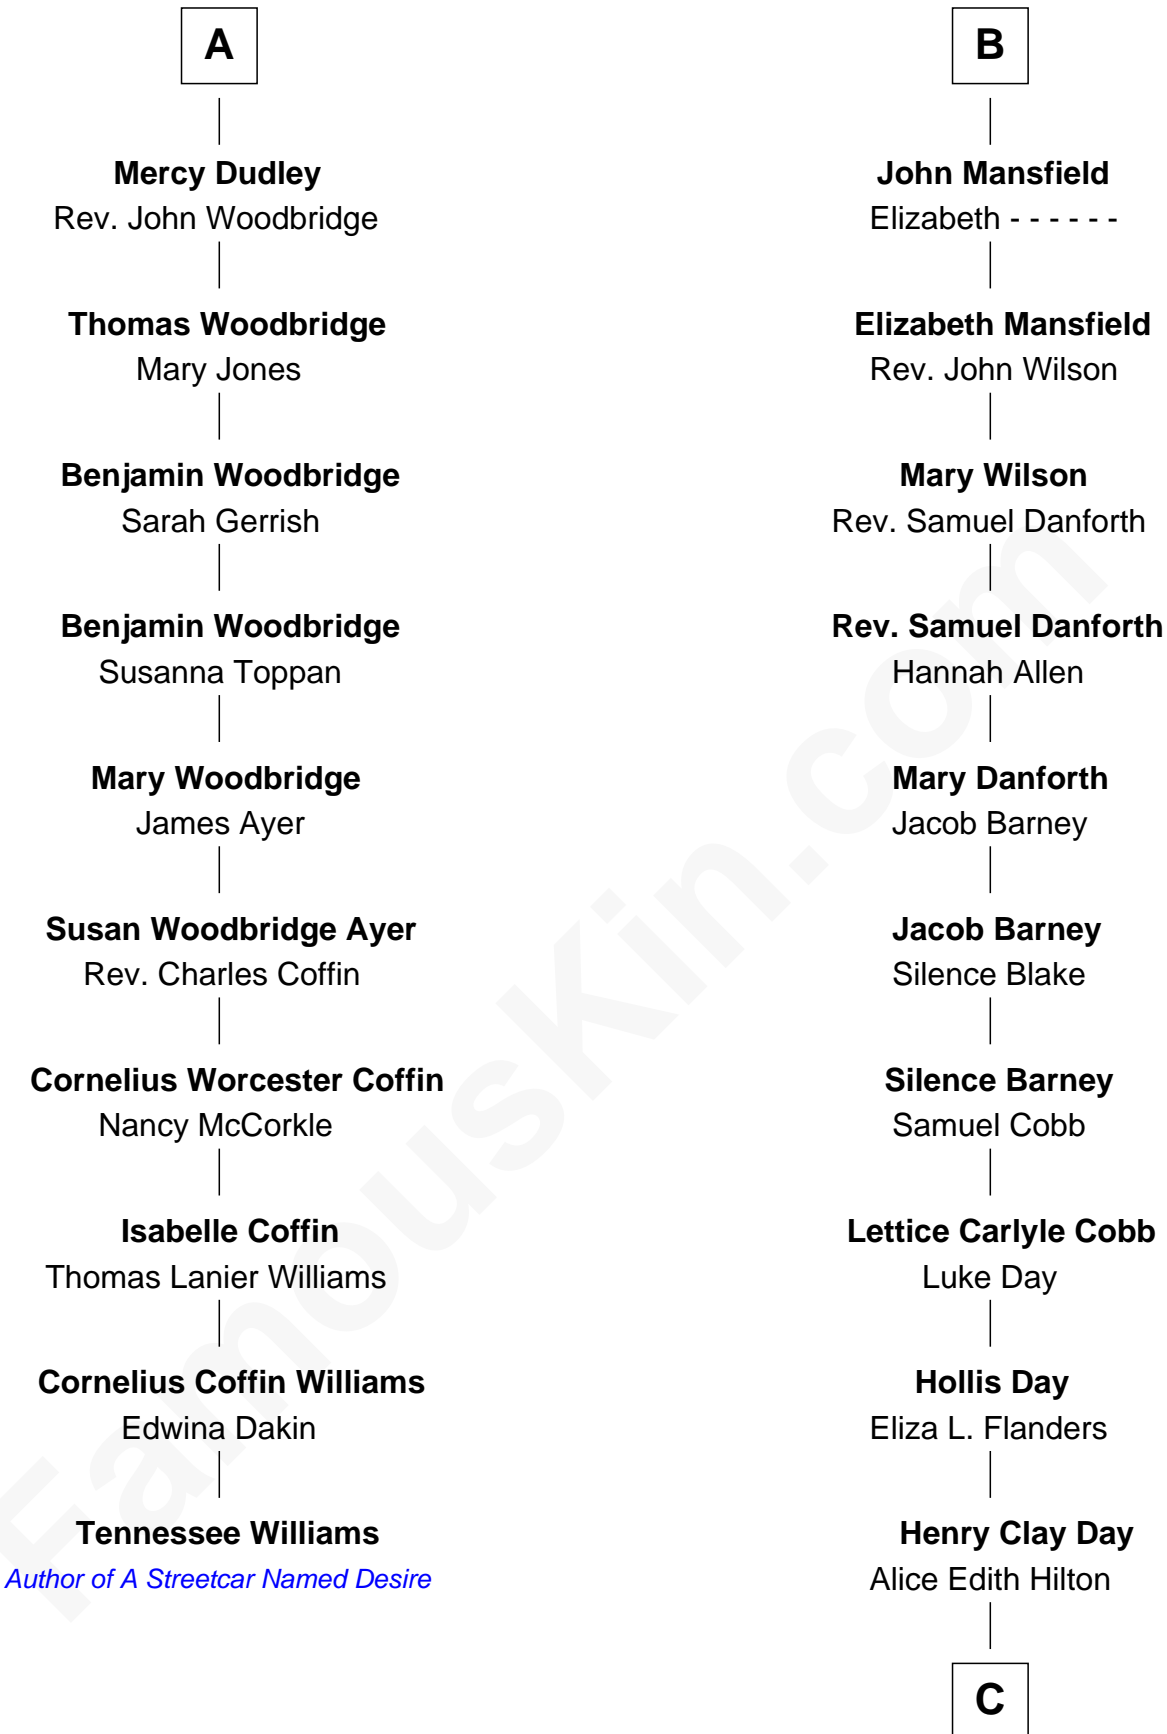 A
Mercy Dudley
Rev. John Woodbridge
Thomas Woodbridge
Mary Jones
Benjamin Woodbridge
Sarah Gerrish
Benjamin Woodbridge
Susanna Toppan
Mary Woodbridge
James Ayer
Susan Woodbridge Ayer
Rev. Charles Coffin
Cornelius Worcester Coffin
Nancy McCorkle
Isabelle Coffin
Thomas Lanier Williams
Cornelius Coffin Williams
Edwina Dakin
Tennessee Williams
Author of A Streetcar Named Desire
B
John Mansfield
Elizabeth - - - - - -
Elizabeth Mansfield
Rev. John Wilson
Mary Wilson
Rev. Samuel Danforth
Rev. Samuel Danforth
Hannah Allen
Mary Danforth
Jacob Barney
Jacob Barney
Silence Blake
Silence Barney
Samuel Cobb
Lettice Carlyle Cobb
Luke Day
Hollis Day
Eliza L. Flanders
Henry Clay Day
Alice Edith Hilton
C
FamousKin.com